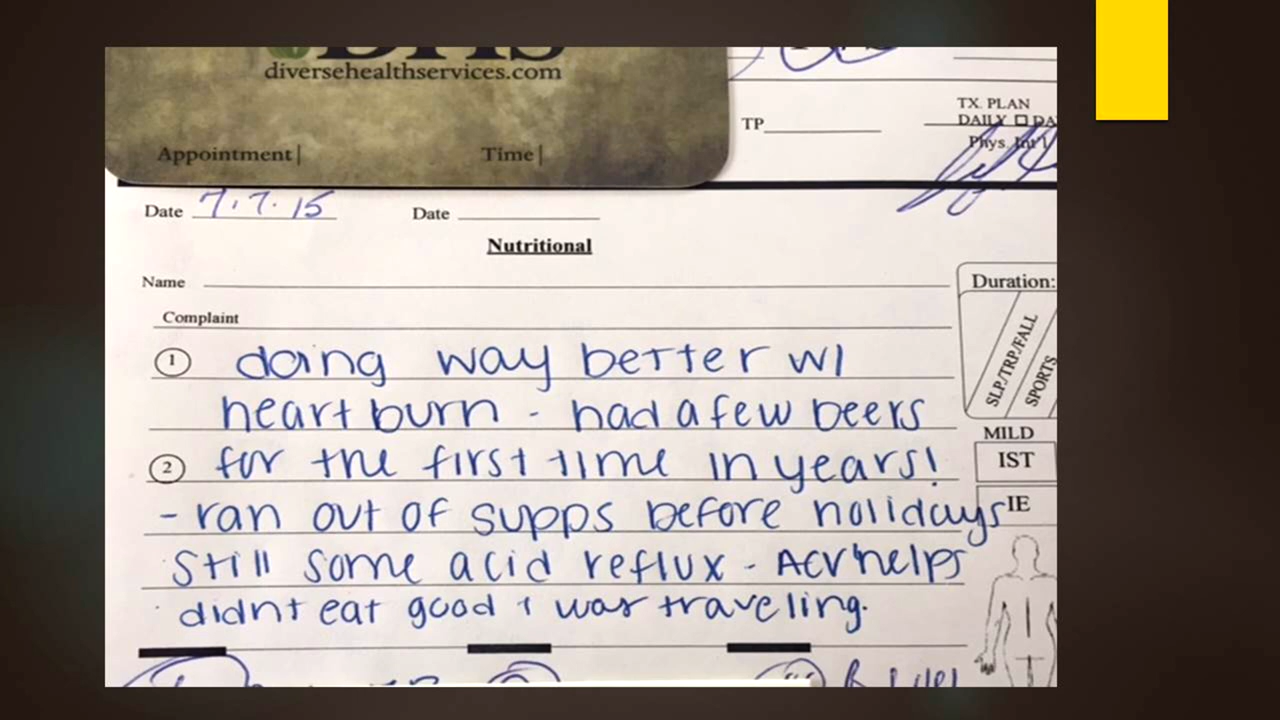 diversehealthservices.com
Appointment| Time|
TP
TX. PLAN
DAILY
Phys. Int'l
Date 7.7.15 Date
Nutritional
Name
Duration:
Complaint
SLP./TRP./FALL
SPORTS
1 doing way better w/
heartburn - had a few beers
MILD
2 for the first time in years!
IST
- ran out of supps before holidays
IE
Still some acid reflux - ACV helps
didnt eat good & was traveling.